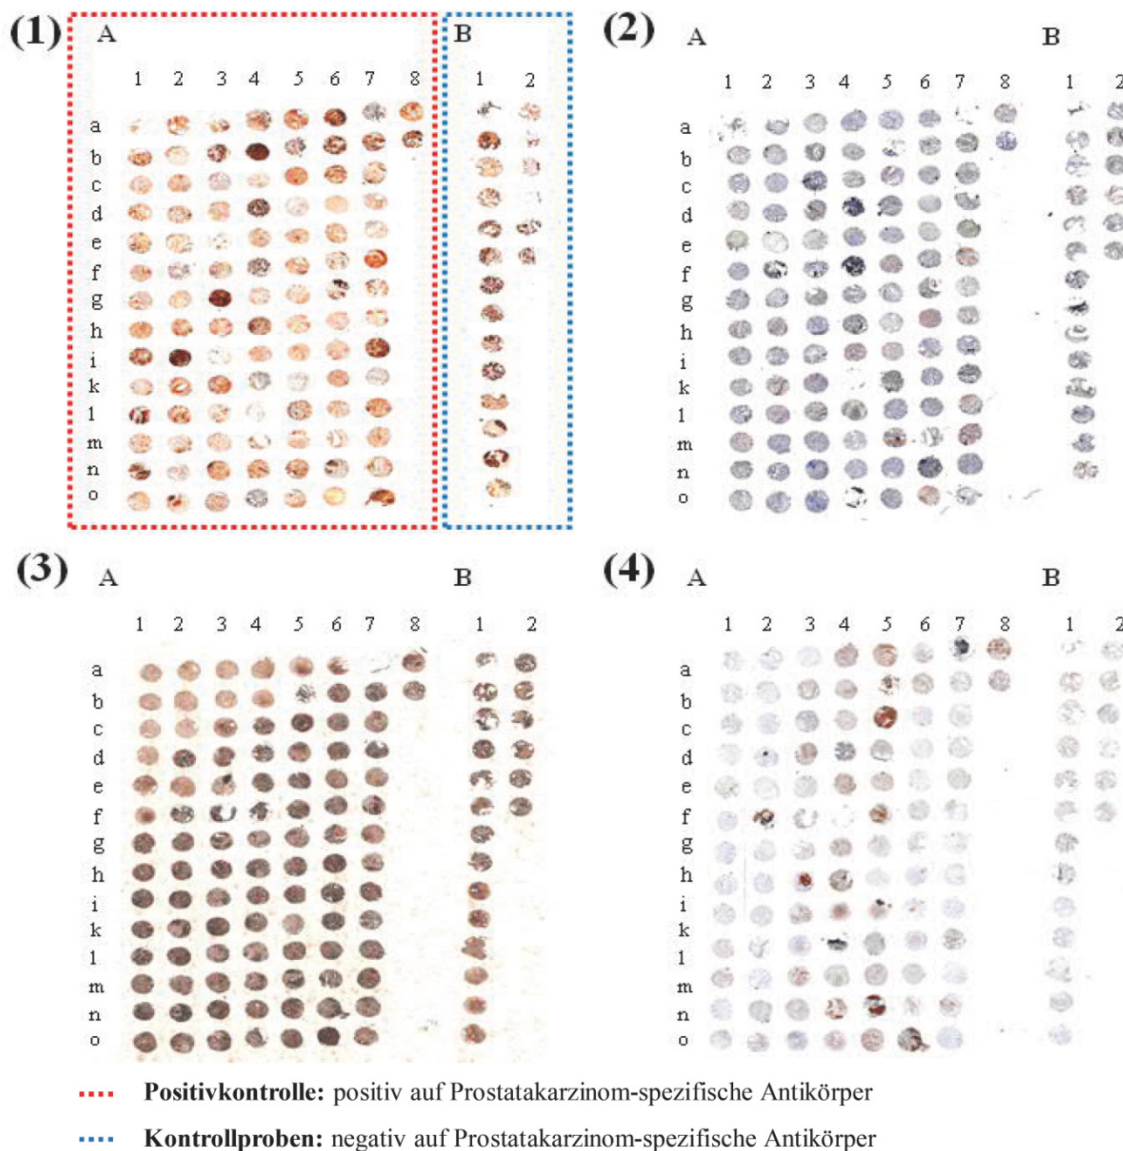 (1) A B
1 2 3 4 5 6 7 8 1 2
a
b
c
d
e
f
g
h
i
k
l
m
n
o
(2) A B
1 2 3 4 5 6 7 8 1 2
a
b
c
d
e
f
g
h
i
k
l
m
n
o
(3) A B
1 2 3 4 5 6 7 8 1 2
a
b
c
d
e
f
g
h
i
k
l
m
n
o
(4) A B
1 2 3 4 5 6 7 8 1 2
a
b
c
d
e
f
g
h
i
k
l
m
n
o
Positivkontrolle: positiv auf Prostatakarzinom-spezifische Antikörper
Kontrollproben: negativ auf Prostatakarzinom-spezifische Antikörper